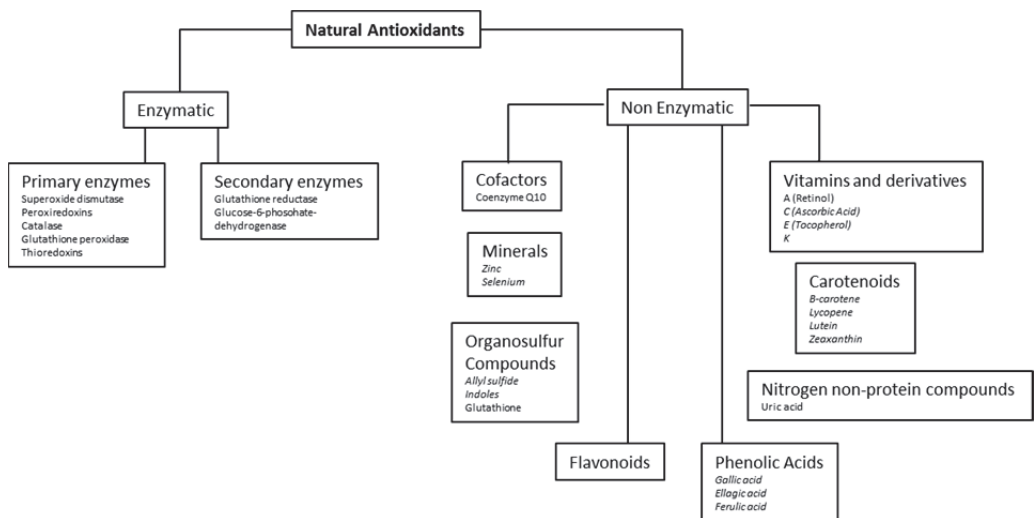 Natural Antioxidants
Enzymatic
Non Enzymatic
Primary enzymes
Superoxide dismutase
Peroxiredoxins
Catalase
Glutathione peroxidase
Thioredoxins
Secondary enzymes
Glutathione reductase
Glucose-6-phosohate-
dehydrogenase
Cofactors
Coenzyme Q10
Minerals
Zinc
Selenium
Organosulfur
Compounds
Allyl sulfide
Indoles
Glutathione
Flavonoids
Phenolic Acids
Gallic acid
Ellagic acid
Ferulic acid
Vitamins and derivatives
A (Retinol)
C (Ascorbic Acid)
E (Tocopherol)
K
Carotenoids
B-carotene
Lycopene
Lutein
Zeaxanthin
Nitrogen non-protein compounds
Uric acid